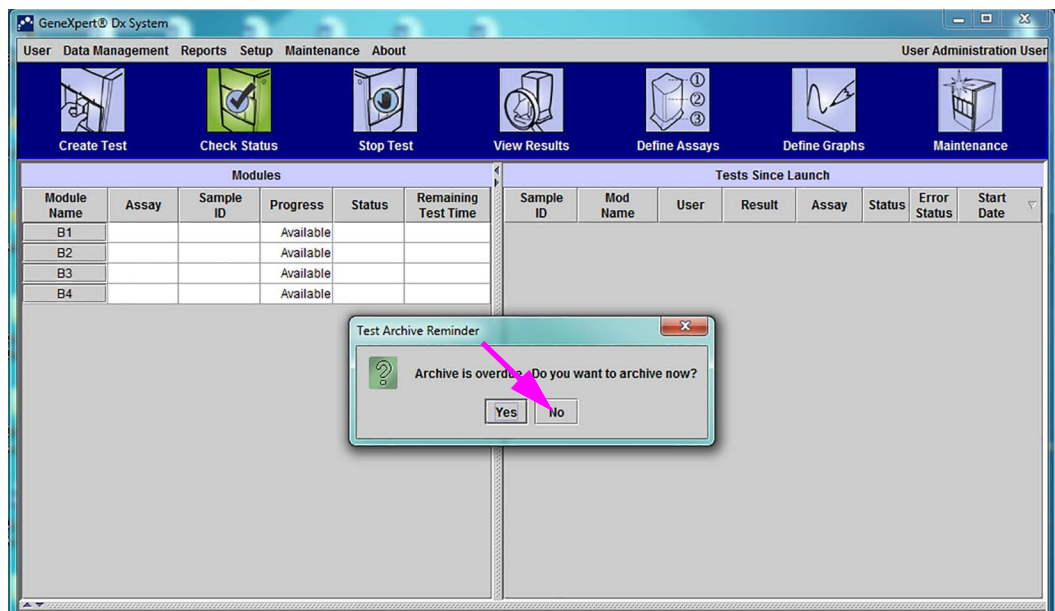 GeneXpert® Dx System
User Data Management Reports Setup Maintenance About User Administration User
Create Test Check Status Stop Test View Results Define Assays Define Graphs Maintenance
① ② ③
Modules Tests Since Launch
Module Name Assay Sample ID Progress Status Remaining Test Time Sample ID Mod Name User Result Assay Status Error Status Start Date
B1 Available
B2 Available
B3 Available
B4 Available
Test Archive Reminder
Archive is overdue. Do you want to archive now?
Yes No